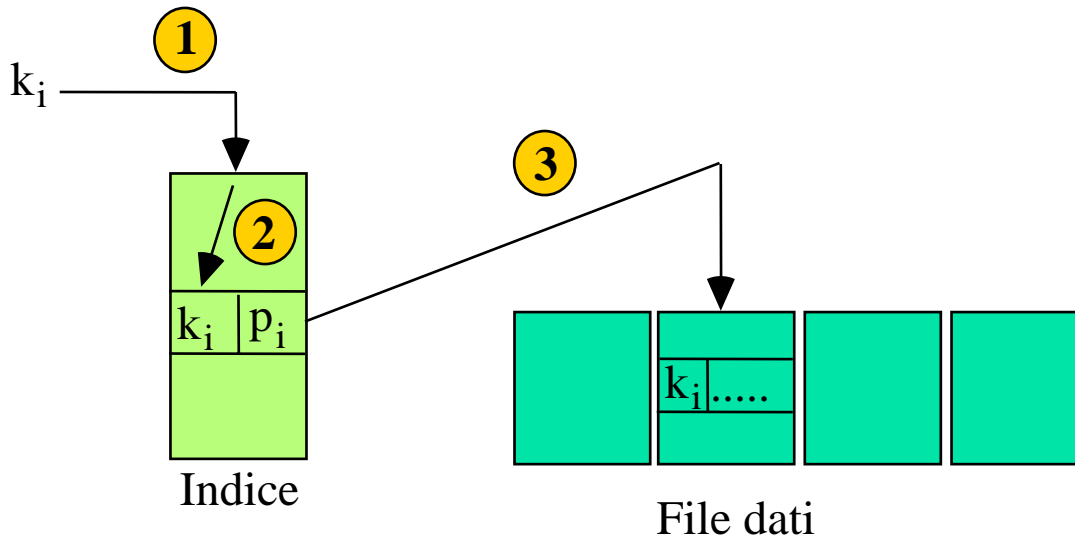 1
k_i
3
2
k_i p_i
k_i .....
Indice
File dati